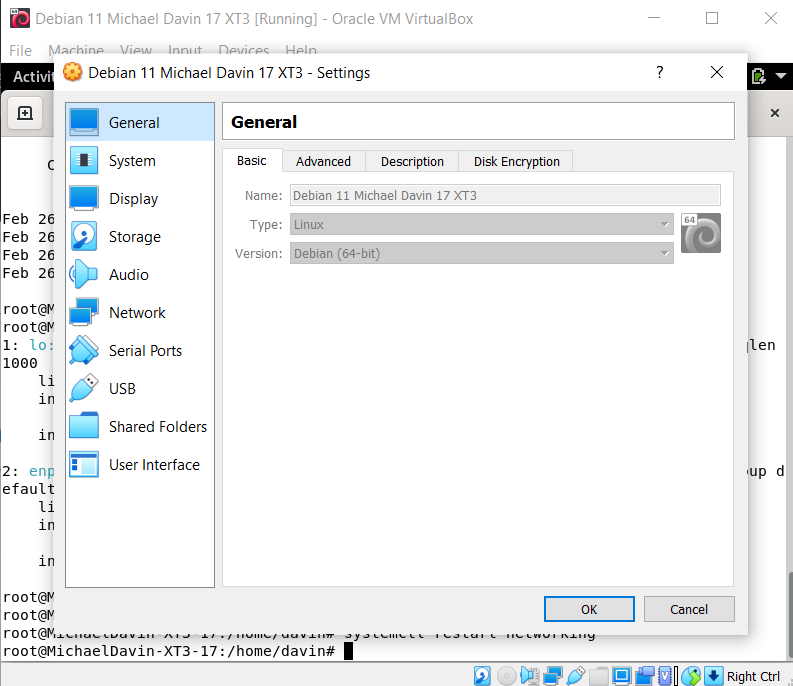 Debian 11 Michael Davin 17 XT3 [Running] - Oracle VM VirtualBox
File Machine View Input Devices Help
Debian 11 Michael Davin 17 XT3 - Settings
?
General
System
Display
Storage
Audio
Network
Serial Ports
USB
Shared Folders
User Interface
General
Basic Advanced Description Disk Encryption
Name: Debian 11 Michael Davin 17 XT3
Type: Linux
Version: Debian (64-bit)
64
OK Cancel
Feb 26
Feb 26
Feb 26
Feb 26
root@M
root@M
1: lo: qlen
1000
li
in
in
2: enp oup d
efault
li
in
in
root@M
root@M
root@MichaelDavin-XT3-17:/home/davin# systemctl restart networking
root@MichaelDavin-XT3-17:/home/davin#
Right Ctrl